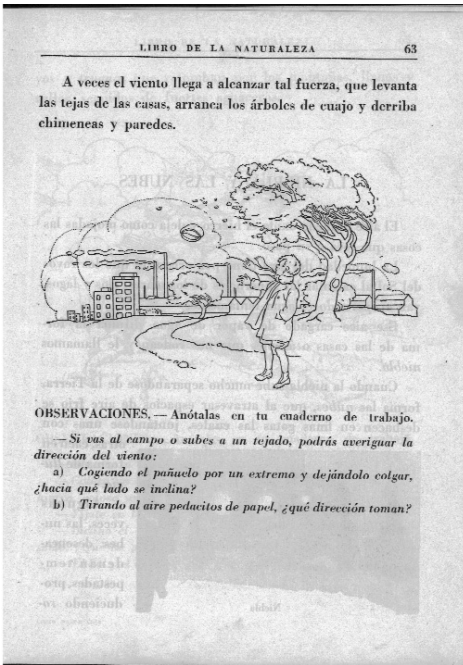 LIBRO DE LA NATURALEZA 63
A veces el viento llega a alcanzar tal fuerza, que levanta
las tejas de las casas, arranca los árboles de cuajo y derriba
chimeneas y paredes.
OBSERVACIONES. — Anótalas en tu cuaderno de trabajo.
— Si vas al campo o subes a un tejado, podrás averiguar la
dirección del viento:
a) Cogiendo el pañuelo por un extremo y dejándolo colgar,
¿hacia qué lado se inclina?
b) Tirando al aire pedacitos de papel, ¿qué dirección toman?